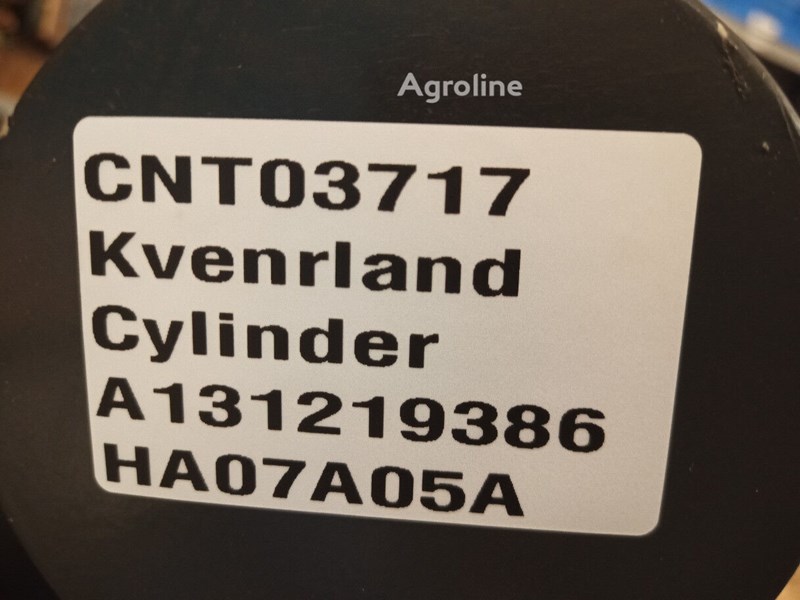 Agroline
CNT03717
Kvenrland
Cylinder
A131219386
HA07A05A